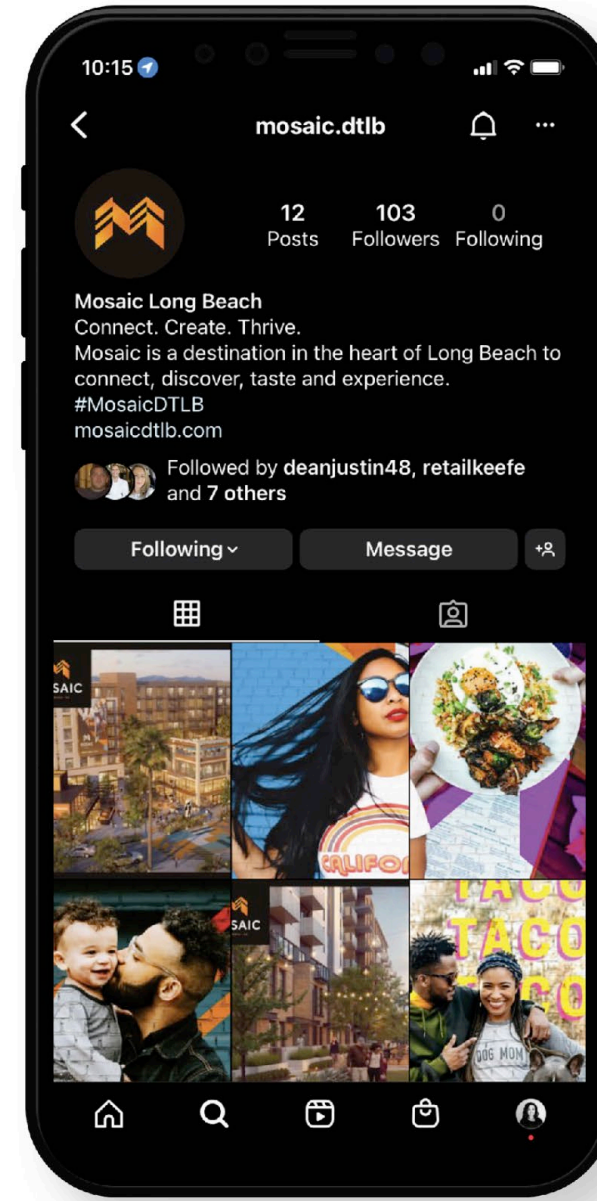 10:15
mosaic.dtlb
12
103
0
Posts
Followers
Following
Mosaic Long Beach
Connect. Create. Thrive.
Mosaic is a destination in the heart of Long Beach to
connect, discover, taste and experience.
#MosaicDTLB
mosaicdtlb.com
Followed by deanjustin48, retailkeefe
and 7 others
Following
Message
SAIC
CALIFO
SAIC
TACO
TACO
TACO
DOG MOM